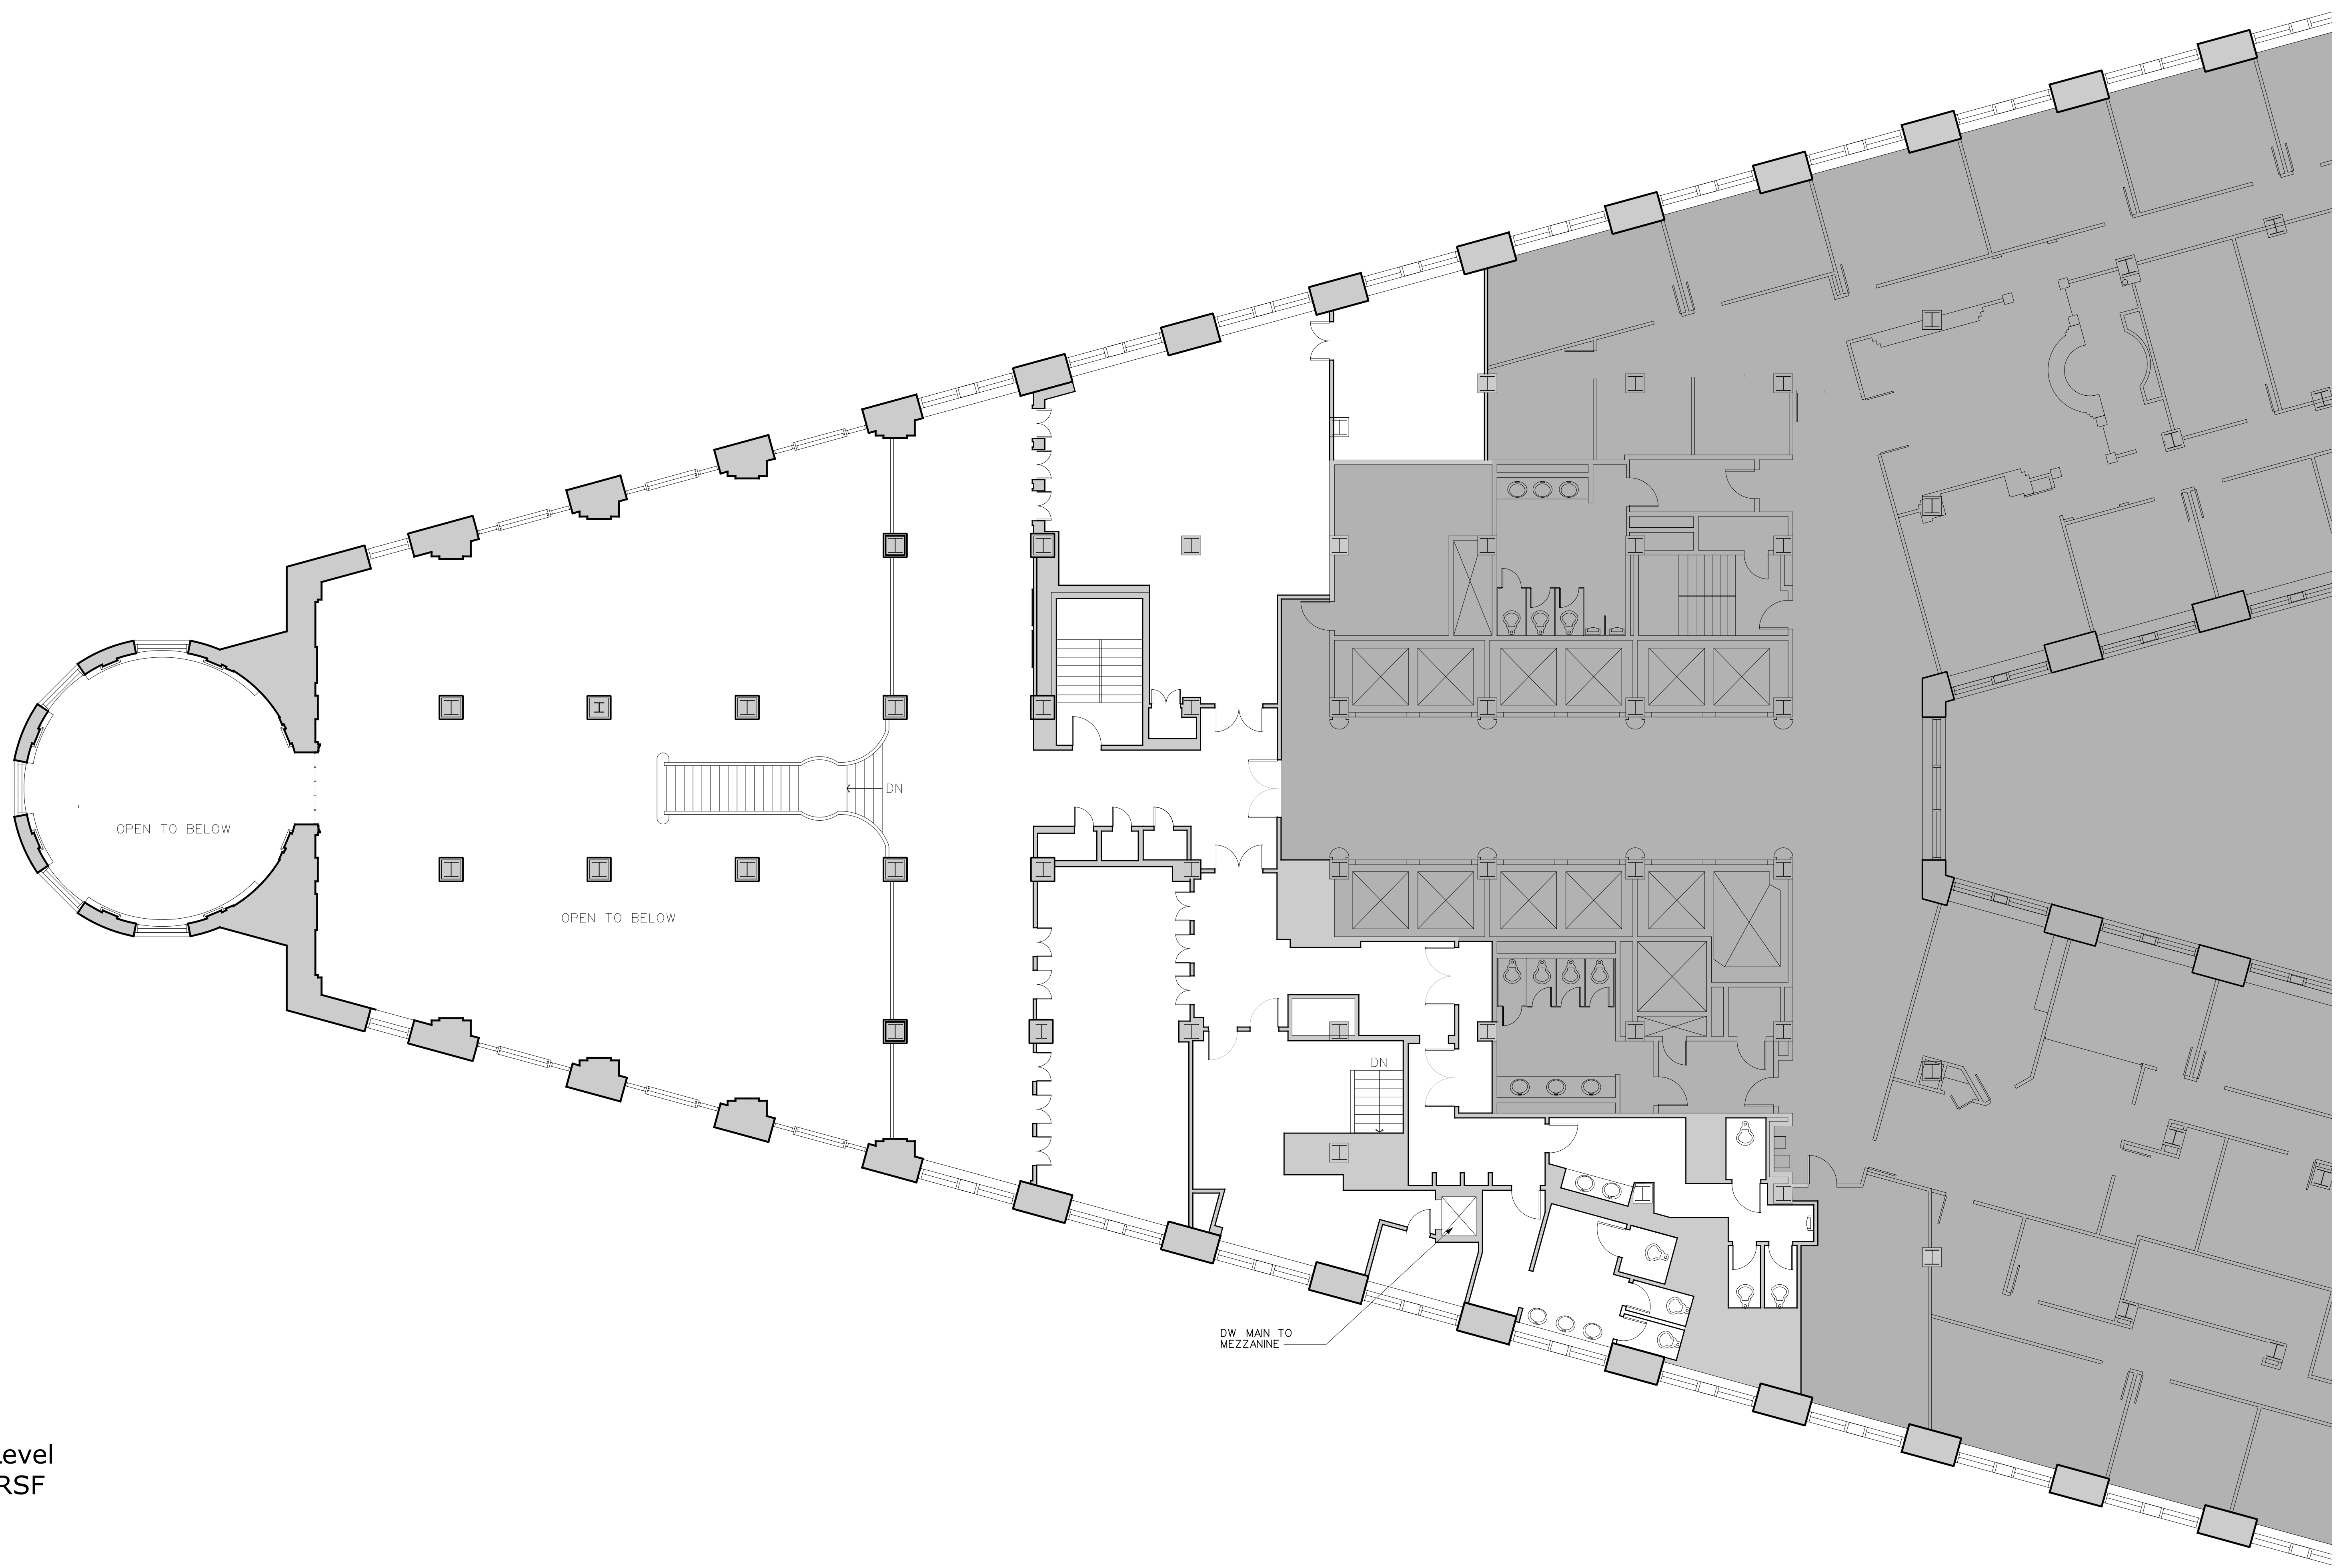 DN
OPEN TO BELOW
OPEN TO BELOW
DN
DW MAIN TO
MEZZANINE
Level
RSF